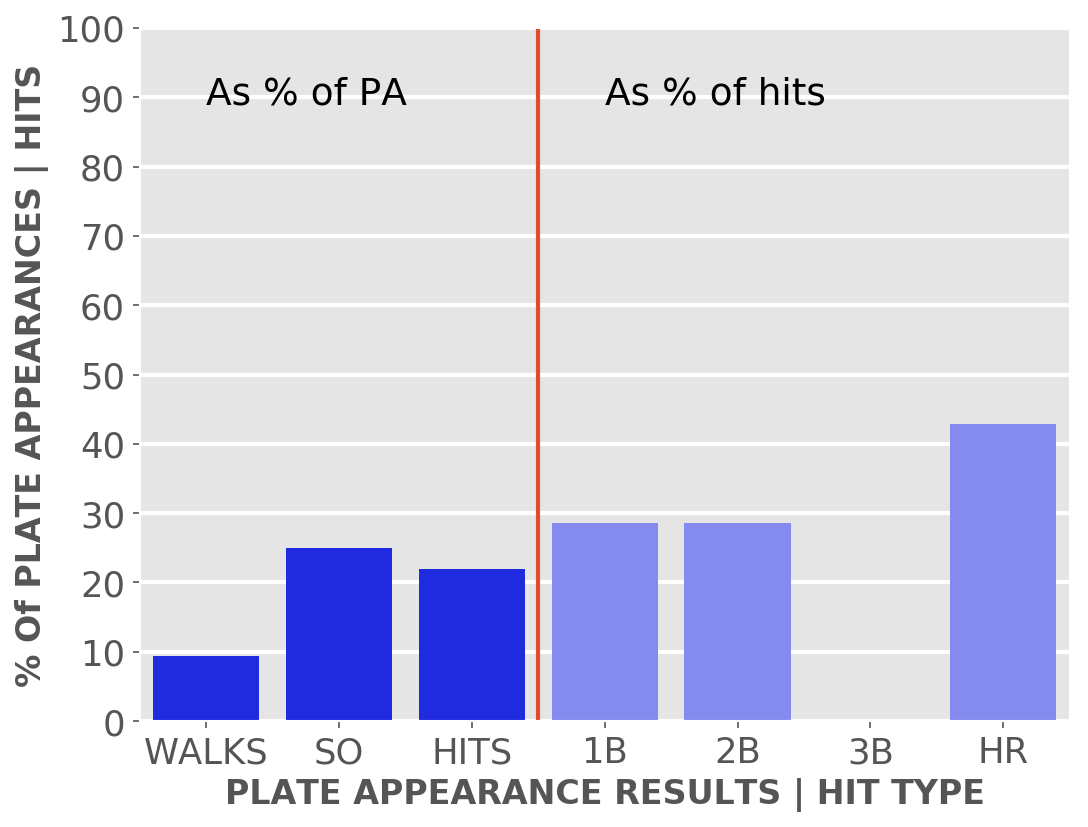 % Of PLATE APPEARANCES | HITS
100
90
80
70
60
50
40
30
20
10
0
As % of PA
As % of hits
WALKS SO HITS 1B 2B 3B HR
PLATE APPEARANCE RESULTS | HIT TYPE